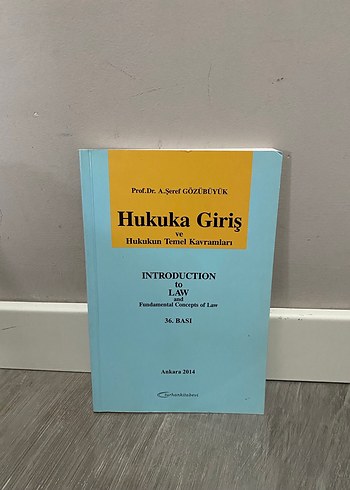 Prof.Dr. A.Şeref GÖZÜBÜYÜK
Hukuka Giriş
ve
Hukukun Temel Kavramları
INTRODUCTION
to
LAW
and
Fundamental Concepts of Law
36. BASI
Ankara 2014
turhankitabevi